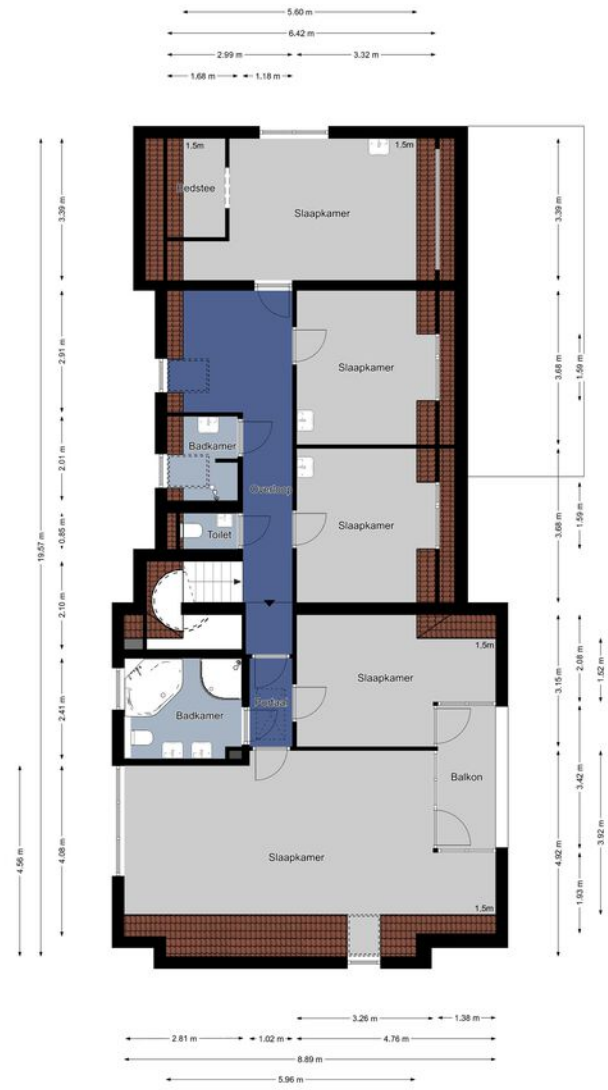 5.60 m
6.42 m
2.99 m
3.32 m
1.68 m
1.18 m
1.5m
1.5m
Bedstee
Slaapkamer
3.39 m
3.39 m
2.91 m
Slaapkamer
3.68 m
1.59 m
Badkamer
2.01 m
Overloop
19.57 m
Slaapkamer
Toilet
0.85 m
3.68 m
1.59 m
2.10 m
1,5m
Slaapkamer
2.08 m
1.52 m
3.15 m
2.41 m
Badkamer
Portaal
Balkon
3.42 m
4.56 m
4.08 m
Slaapkamer
4.92 m
3.92 m
1.93 m
1,5m
3.26 m
1.38 m
2.81 m
1.02 m
4.76 m
8.89 m
5.96 m